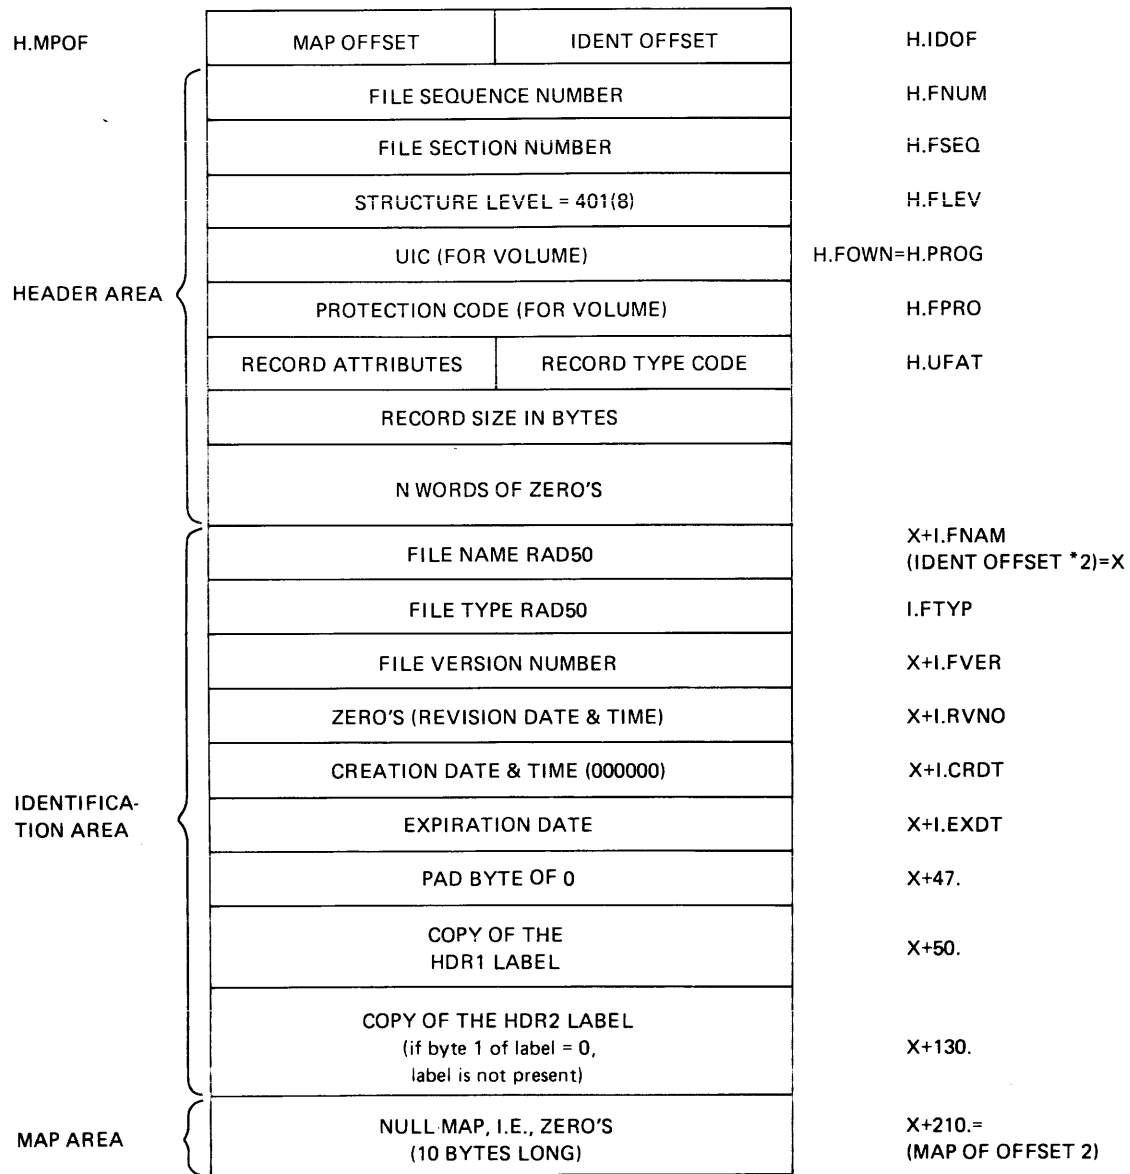 H.MPOF MAP OFFSET IDENT OFFSET H.IDOF
FILE SEQUENCE NUMBER H.FNUM
FILE SECTION NUMBER H.FSEQ
STRUCTURE LEVEL = 401(8) H.FLEV
UIC (FOR VOLUME) H.FOWN=H.PROG
HEADER AREA
PROTECTION CODE (FOR VOLUME) H.FPRO
RECORD ATTRIBUTES RECORD TYPE CODE H.UFAT
RECORD SIZE IN BYTES
N WORDS OF ZERO'S
FILE NAME RAD50
X+I.FNAM
(IDENT OFFSET *2)=X
FILE TYPE RAD50 I.FTYP
FILE VERSION NUMBER X+I.FVER
ZERO'S (REVISION DATE & TIME) X+I.RVNO
CREATION DATE & TIME (000000) X+I.CRDT
IDENTIFICA-
TION AREA
EXPIRATION DATE X+I.EXDT
PAD BYTE OF 0 X+47.
COPY OF THE
HDR1 LABEL
X+50.
COPY OF THE HDR2 LABEL
(if byte 1 of label = 0,
label is not present)
X+130.
MAP AREA
NULL MAP, I.E., ZERO'S
(10 BYTES LONG)
X+210.=
(MAP OF OFFSET 2)